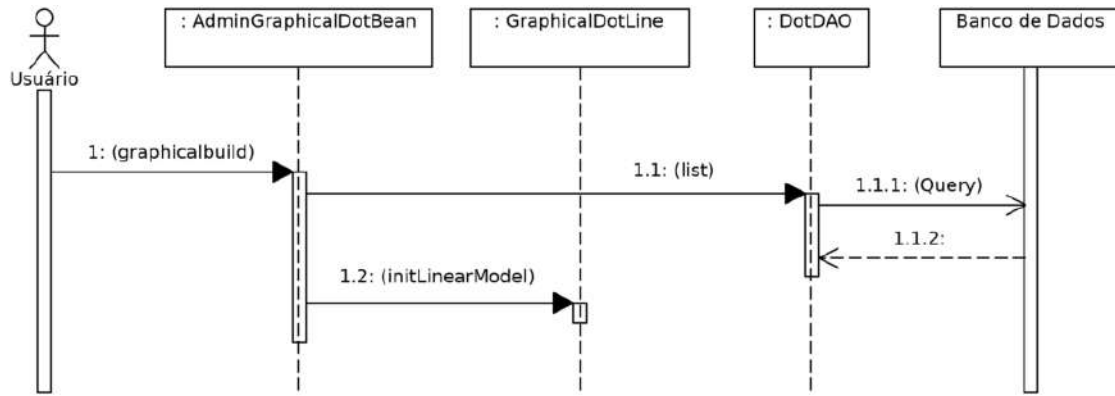 : AdminGraphicalDotBean
: GraphicalDotLine
: DotDAO
Banco de Dados
Usuário
1: (graphicalbuild)
1.1: (list)
1.1.1: (Query)
1.1.2:
1.2: (initLinearModel)